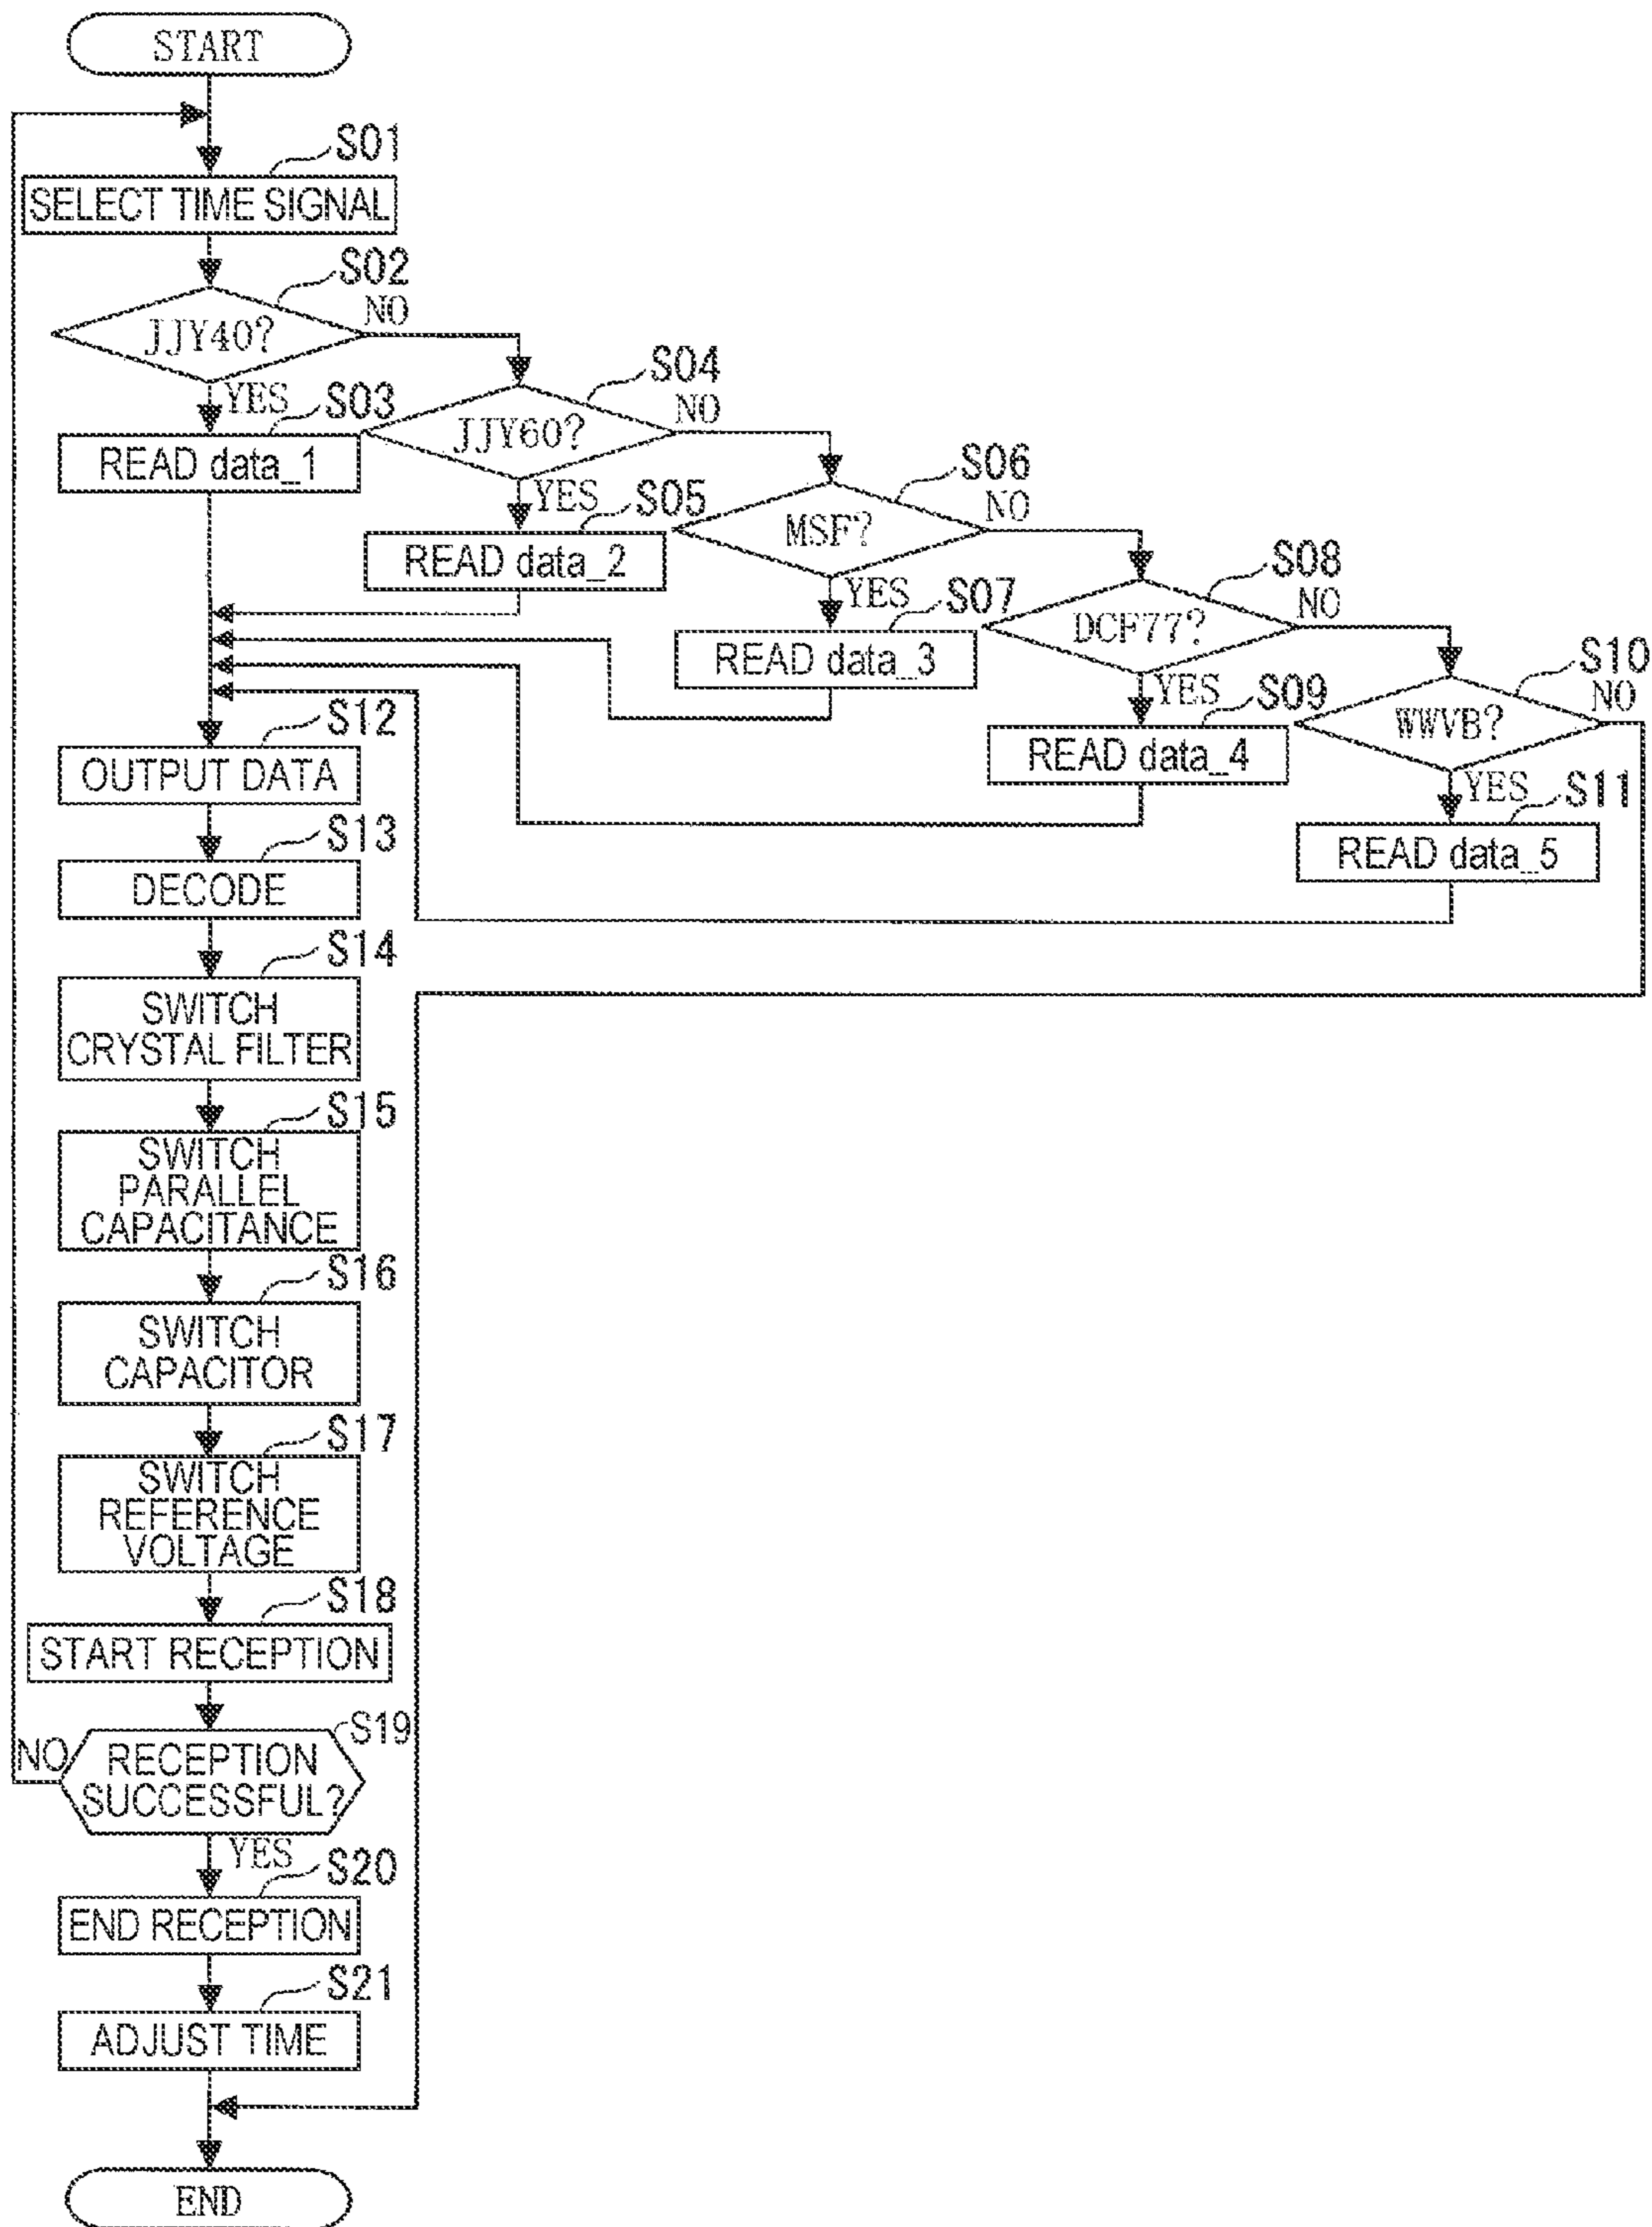 START
S01
SELECT TIME SIGNAL
S02
NO
JJY40?
YES
S03
READ data_1
S04
NO
JJY60?
YES
S05
READ data_2
S06
NO
MSF?
YES
S07
READ data_3
S08
NO
DCF77?
YES
S09
READ data_4
S10
NO
WWVB?
YES
S11
READ data_5
S12
OUTPUT DATA
S13
DECODE
S14
SWITCH
CRYSTAL FILTER
S15
SWITCH
PARALLEL
CAPACITANCE
S16
SWITCH
CAPACITOR
S17
SWITCH
REFERENCE
VOLTAGE
S18
START RECEPTION
S19
NO
RECEPTION
SUCCESSFUL?
YES
S20
END RECEPTION
S21
ADJUST TIME
END